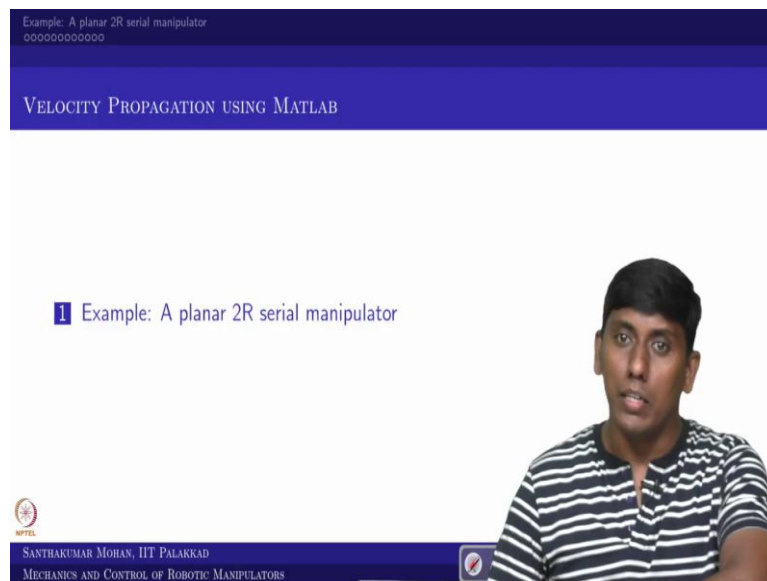 Example: A planar 2R serial manipulator
VELOCITY PROPAGATION USING MATLAB
1 Example: A planar 2R serial manipulator
NPTEL
SANTHAKUMAR MOHAN, IIT PALAKKAD
MECHANICS AND CONTROL OF ROBOTIC MANIPULATORS